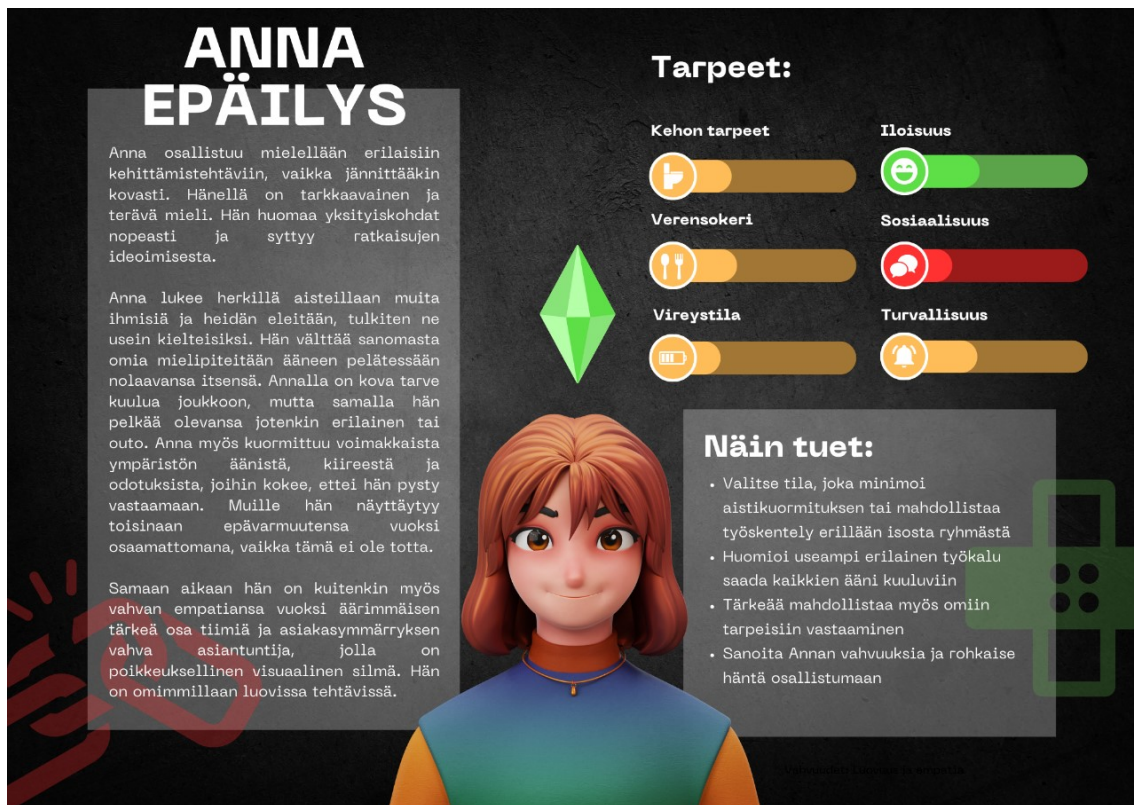 ANNA
EPÄILYS
Anna osallistuu mielellään erilaisiin
kehittämistehtäviin, vaikka jännittääkin
kovasti. Hänellä on tarkkaavainen ja
terävä mieli. Hän huomaa yksityiskohdat
nopeasti ja syttyy ratkaisujen
ideoimisesta.
Anna lukee herkillä aisteillaan muita
ihmisiä ja heidän eleitään, tulkiten ne
usein kielteisiksi. Hän välttää sanomasta
omia mielipiteitään ääneen pelätessään
nolaavansa itsensä. Annalla on kova tarve
kuulua joukkoon, mutta samalla hän
pelkää olevansa jotenkin erilainen tai
outo. Anna myös kuormittuu voimakkaista
ympäristön äänistä, kiireestä ja
odotuksista, joihin kokee, ettei hän pysty
vastaamaan. Muille hän näyttäytyy
toisinaan epävarmuutensa vuoksi
osaamattomana, vaikka tämä ei ole totta.
Samaan aikaan hän on kuitenkin myös
vahvan empatiansa vuoksi äärimmäisen
tärkeä osa tiimiä ja asiakasymmärryksen
vahva asiantuntija, jolla on
poikkeuksellinen visuaalinen silmä. Hän
on omimmillaan luovissa tehtävissä.
Tarpeet:
Kehon tarpeet
Iloisuus
Verensokeri
Sosiaalisuus
Vireystila
Turvallisuus
Näin tuet:
• Valitse tila, joka minimoi
aistikuormituksen tai mahdollistaa
työskentely erillään isosta ryhmästä
• Huomioi useampi erilainen työkalu
saada kaikkien ääni kuuluviin
• Tärkeää mahdollistaa myös omiin
tarpeisiin vastaaminen
• Sanoita Annan vahvuuksia ja rohkaise
häntä osallistumaan